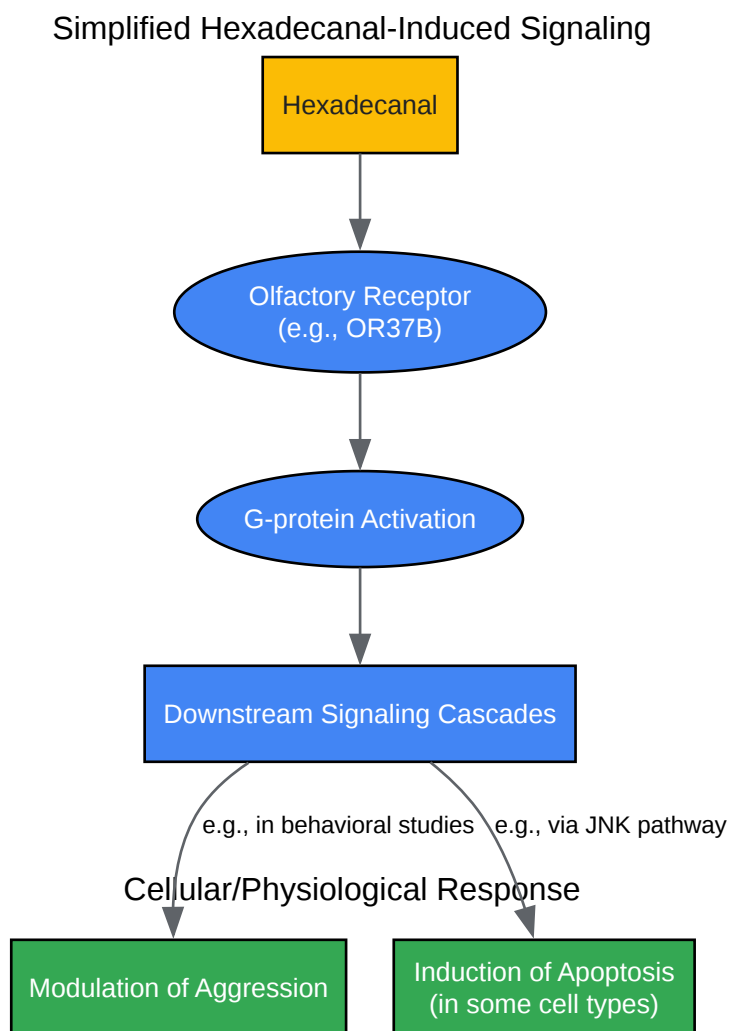 Simplified Hexadecanal-Induced Signaling
Hexadecanal
Olfactory Receptor
(e.g., OR37B)
G-protein Activation
Downstream Signaling Cascades
e.g., in behavioral studies
e.g., via JNK pathway
Cellular/Physiological Response
Modulation of Aggression
Induction of Apoptosis
(in some cell types)